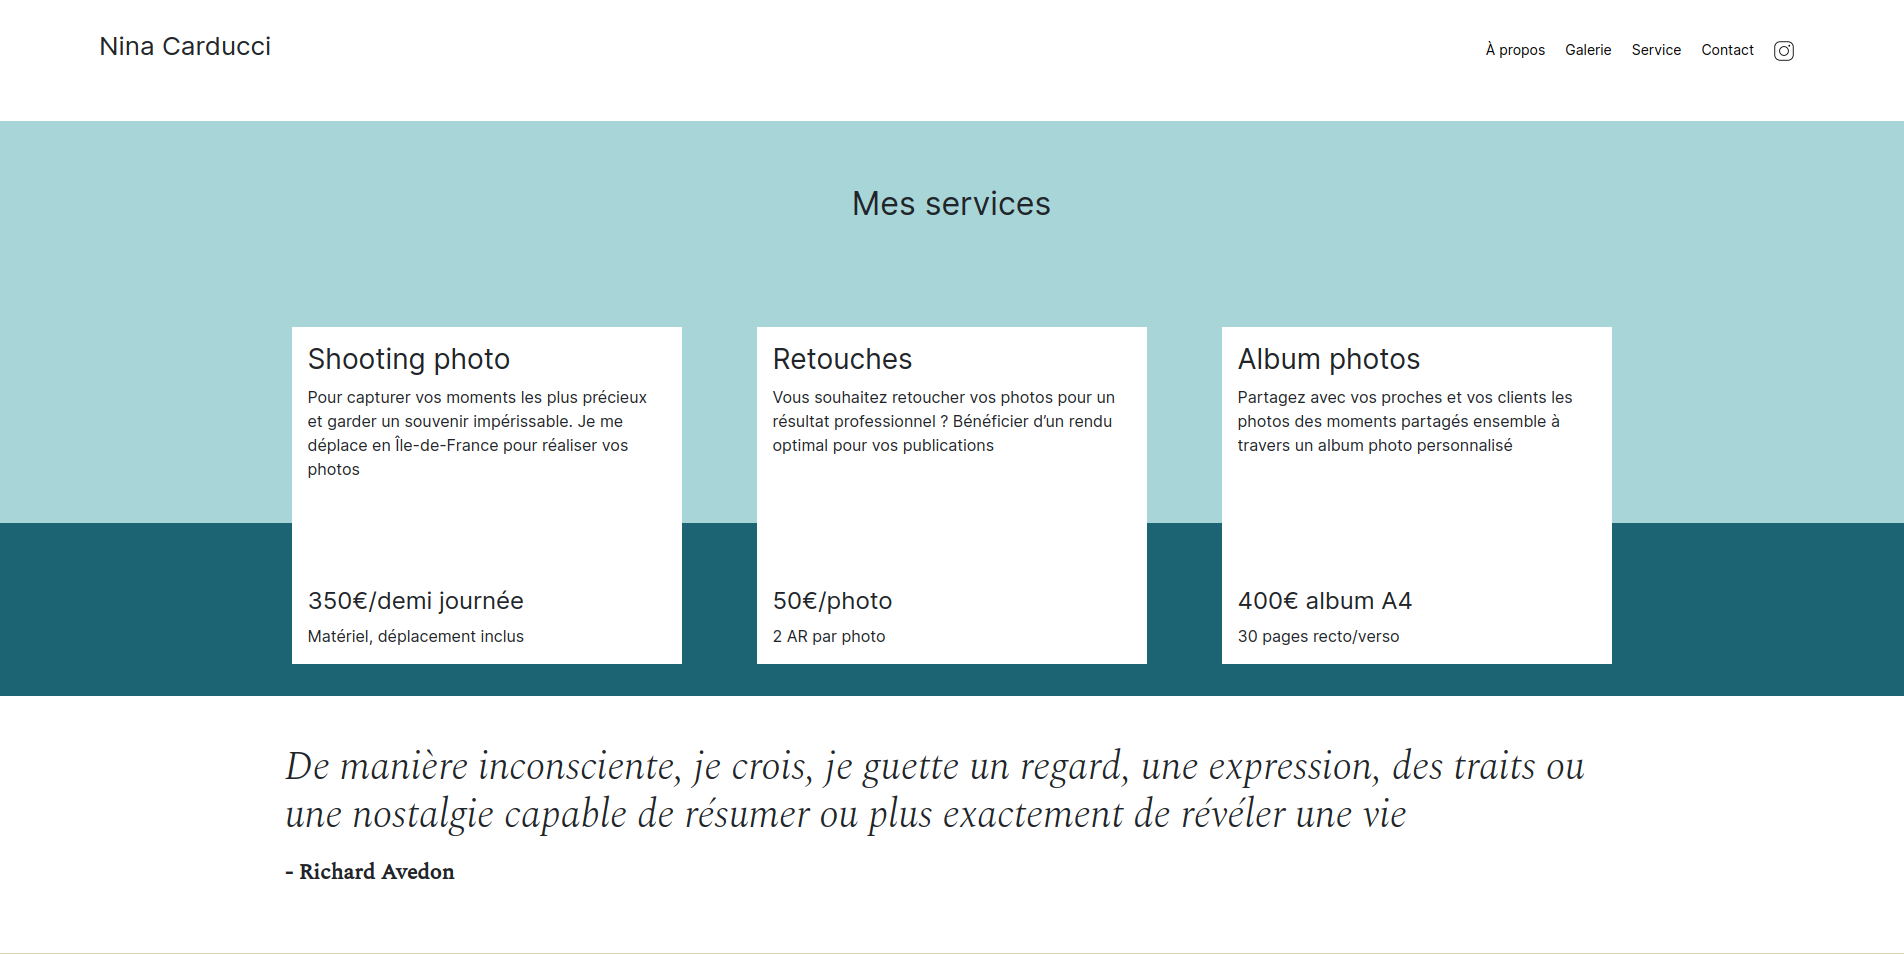 Nina Carducci
À propos Galerie Service Contact
Mes services
Shooting photo
Pour capturer vos moments les plus précieux
et garder un souvenir impérissable. Je me
déplace en Île-de-France pour réaliser vos
photos
350€/demi journée
Matériel, déplacement inclus
Retouches
Vous souhaitez retoucher vos photos pour un
résultat professionnel ? Bénéficier d’un rendu
optimal pour vos publications
50€/photo
2 AR par photo
Album photos
Partagez avec vos proches et vos clients les
photos des moments partagés ensemble à
travers un album photo personnalisé
400€ album A4
30 pages recto/verso
De manière inconsciente, je crois, je guette un regard, une expression, des traits ou
une nostalgie capable de résumer ou plus exactement de révéler une vie
- Richard Avedon